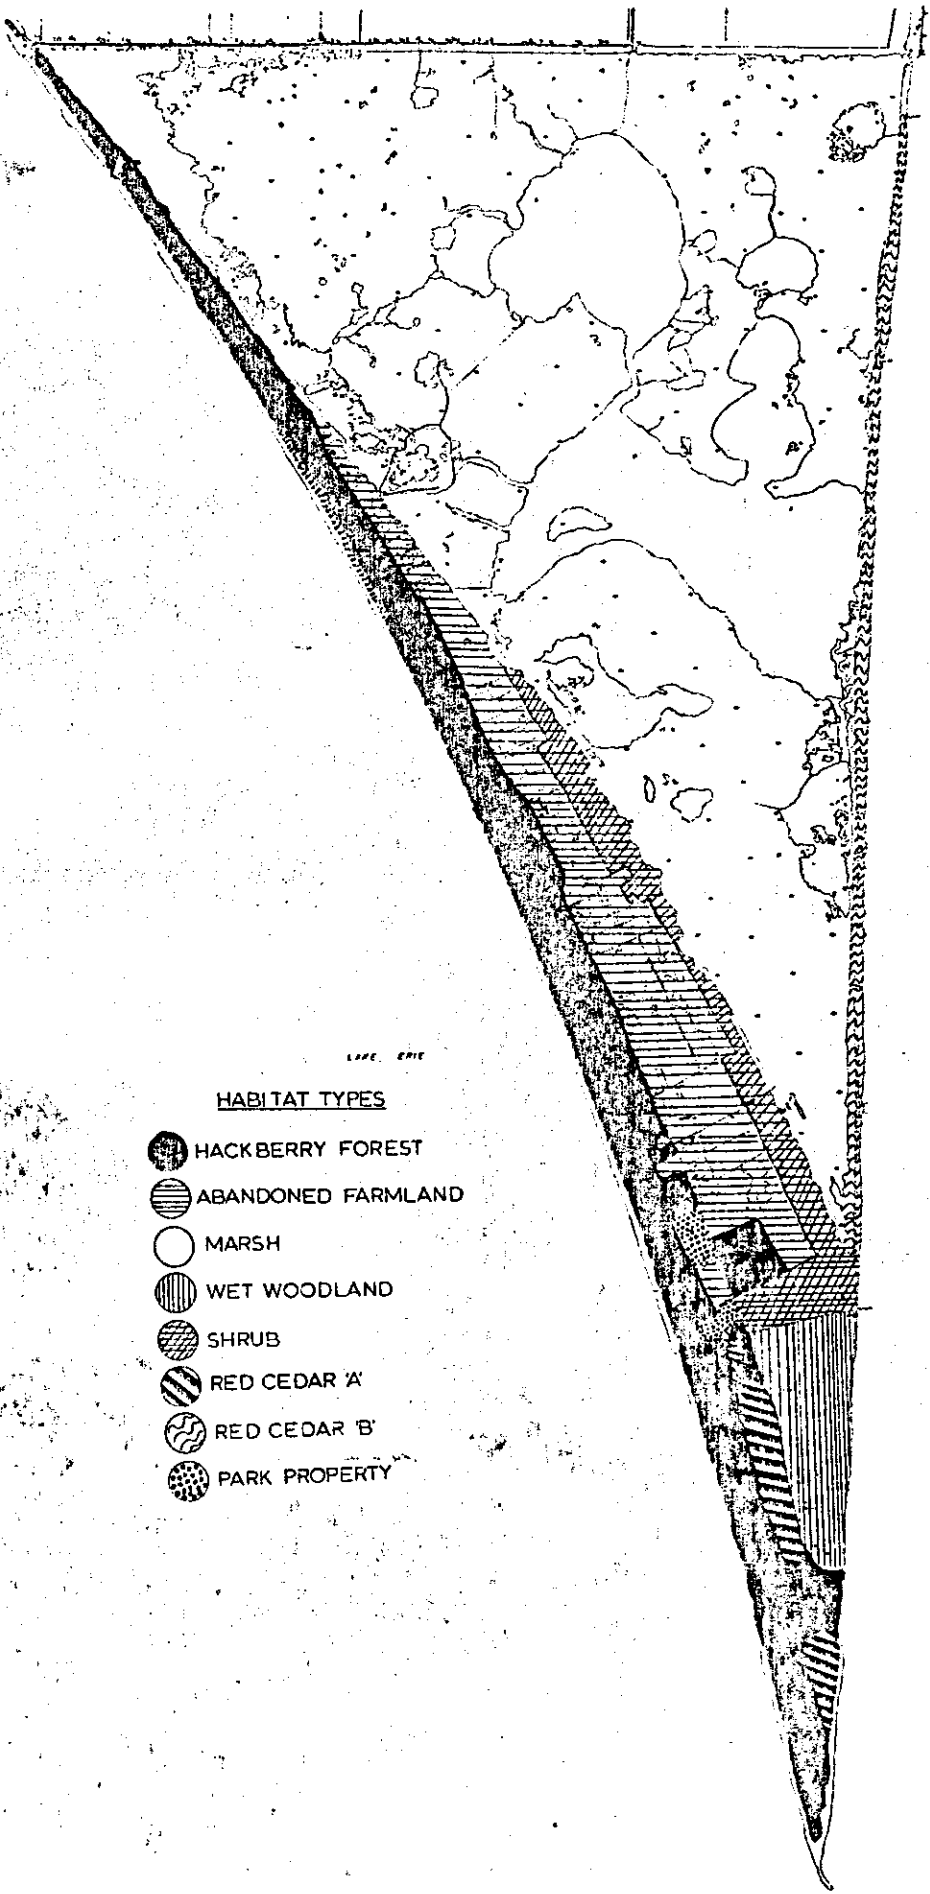 LAKE ERIE
HABITAT TYPES
HACKBERRY FOREST
ABANDONED FARMLAND
MARSH
WET WOODLAND
SHRUB
RED CEDAR 'A'
RED CEDAR 'B'
PARK PROPERTY